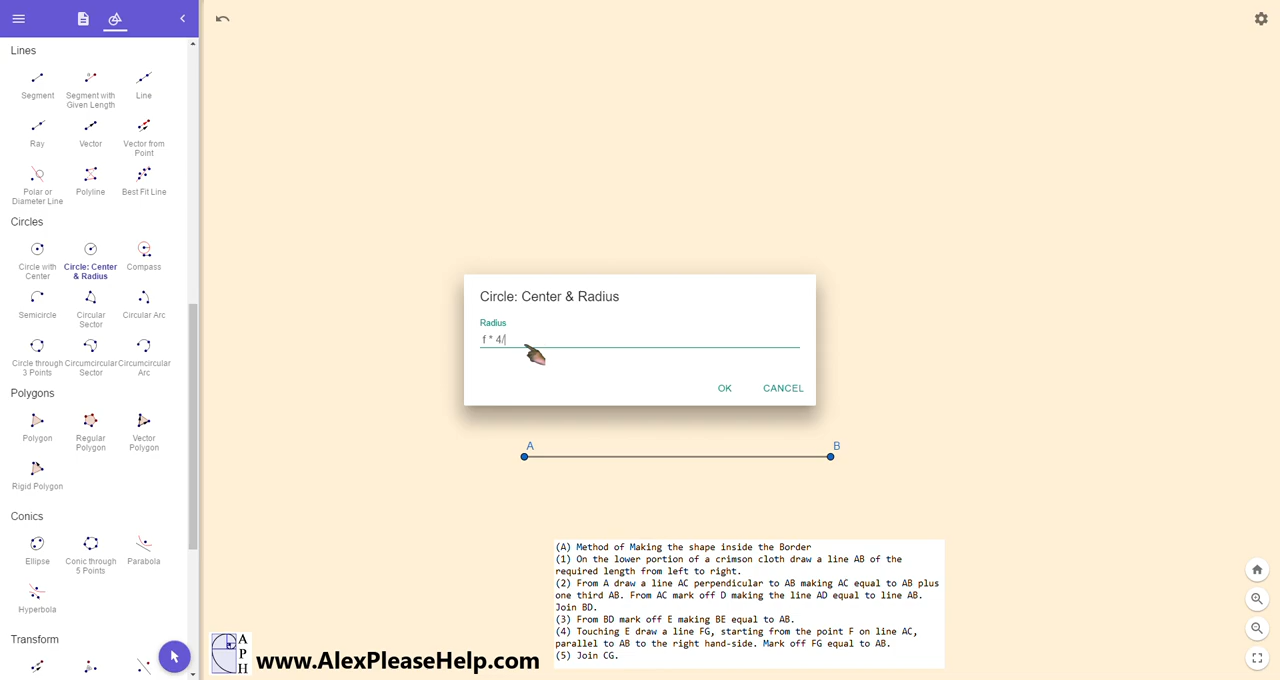 Lines
Segment
Segment with
Given Length
Line
Ray
Vector
Vector from
Point
Polar or
Diameter Line
Polyline
Best Fit Line
Circles
Circle with
Center
Circle: Center
& Radius
Compass
Semicircle
Circular
Sector
Circular Arc
Circle through
3 Points
Circumcircular
Sector
Circumcircular
Arc
Polygons
Polygon
Regular
Polygon
Vector
Polygon
Rigid Polygon
Conics
Ellipse
Conic through
5 Points
Parabola
Hyperbola
Transform
Circle: Center & Radius
Radius
f * 4/
OK
CANCEL
A
B
(A) Method of Making the shape inside the Border
(1) On the lower portion of a crimson cloth draw a line AB of the
required length from left to right.
(2) From A draw a line AC perpendicular to AB making AC equal to AB plus
one third AB. From AC mark off D making the line AD equal to line AB.
Join BD.
(3) From BD mark off E making BE equal to AB.
(4) Touching E draw a line FG, starting from the point F on line AC,
parallel to AB to the right hand-side. Mark off FG equal to AB.
(5) Join CG.
A
P
H
www.AlexPleaseHelp.com